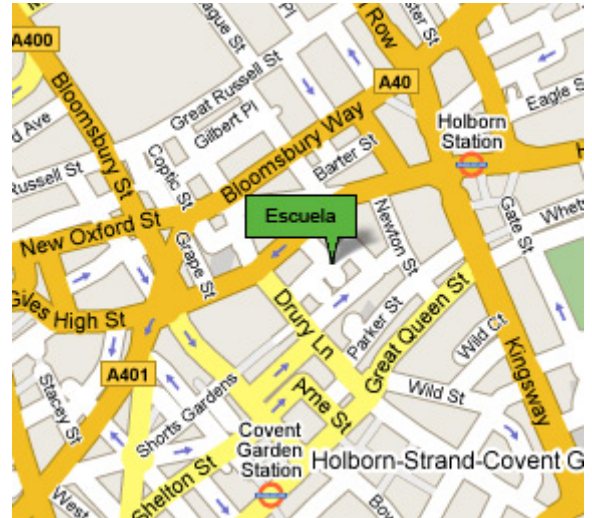 A400
Bloomsbury St
Great Russell St
Gilbert Pl
Coptic St
Russell St
Row
A40
Eagle S
Holborn
Station
Bloomsbury Way
Barter St
New Oxford St
Grape St
Escuela
Newton St
Gate St
Whet
High St
Drury Ln
Parker St
Great Queen St
Wild Ct
Kingsway
A401
Stacey St
Shorts Gardens
Arne St
Wild St
Covent
Garden
Station
Holborn-Strand-Covent G
Shelton St
West